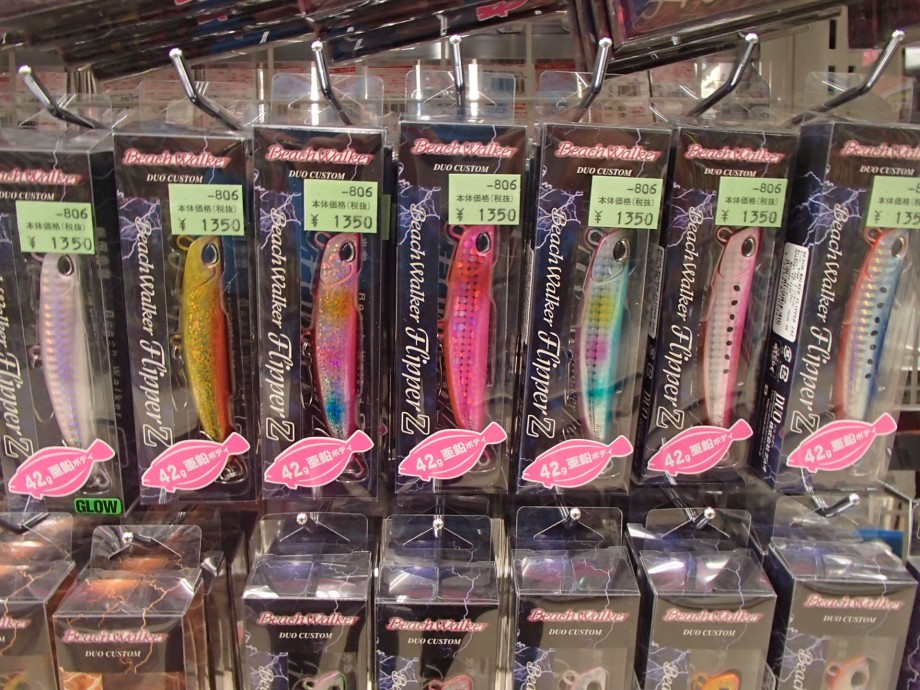 Beach Walker
DUO CUSTOM
-806
本体価格(税抜)
¥ 1350
Beach Walker Flipper Z
42g 亜鉛ボディ
GLOW
Beach Walker
DUO CUSTOM
-806
本体価格(税抜)
¥ 1350
Beach Walker Flipper Z
42g 亜鉛ボディ
Beach Walker
DUO CUSTOM
-806
本体価格(税抜)
¥ 1350
Beach Walker Flipper Z
42g 亜鉛ボディ
Beach Walker
DUO CUSTOM
-806
本体価格(税抜)
¥ 1350
Beach Walker Flipper Z
42g 亜鉛ボディ
Beach Walker
DUO CUSTOM
-806
本体価格(税抜)
¥ 1350
Beach Walker Flipper Z
42g 亜鉛ボディ
Beach Walker
DUO CUSTOM
-806
本体価格(税抜)
¥ 1350
Beach Walker Flipper Z
42g 亜鉛ボディ
Beach Walker
DUO CUSTOM
-806
Beach Walker Flipper Z
42g 亜鉛ボディ
Beach Walker
DUO CUSTOM
Beach Walker
DUO CUSTOM
Beach Walker
DUO CUSTOM
Beach Walker
DUO CUSTOM
Beach Walker
DUO CUSTOM
Beach Walker
DUO CUSTOM